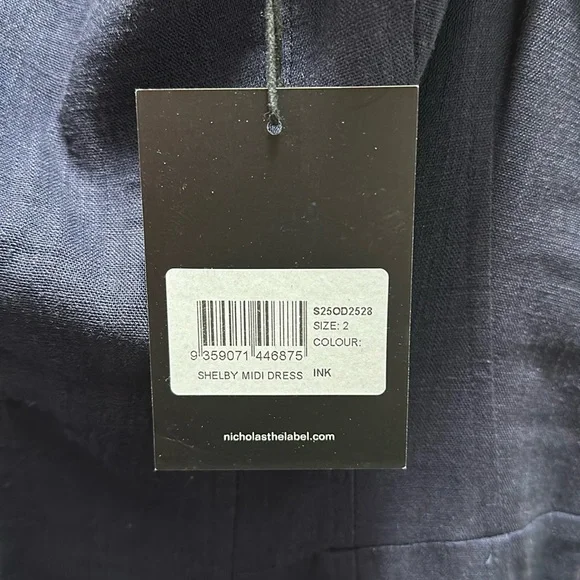 S25OD2528
SIZE: 2
COLOUR:
9 359071 446875
SHELBY MIDI DRESS
INK
nicholasthelabel.com